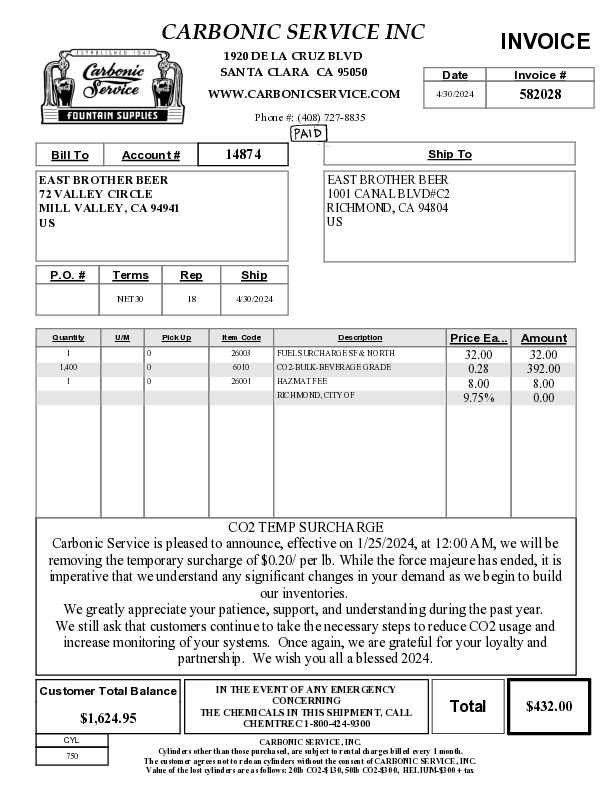 CARBONIC SERVICE INC
ESTABLISHED 1947
Carbonic
Service
FOUNTAIN SUPPLIES
1920 DE LA CRUZ BLVD
SANTA CLARA CA 95050
WWW.CARBONICSERVICE.COM
Phone #: (408) 727-8835
PAID
INVOICE
Date Invoice #
4/30/2024 582028
Bill To Account # 14874
EAST BROTHER BEER
72 VALLEY CIRCLE
MILL VALLEY, CA 94941
US
Ship To
EAST BROTHER BEER
1001 CANAL BLVD#C2
RICHMOND, CA 94804
US
P.O. # Terms Rep Ship
NET30 18 4/30/2024
Quantity U/M Pick Up Item Code Description Price Ea... Amount
1 0 26003 FUEL SURCHARGE SF & NORTH 32.00 32.00
1,400 0 6010 CO2-BULK-BEVERAGE GRADE 0.28 392.00
1 0 26001 HAZMAT FEE 8.00 8.00
RICHMOND, CITY OF 9.75% 0.00
CO2 TEMP SURCHARGE
Carbonic Service is pleased to announce, effective on 1/25/2024, at 12:00 AM, we will be
removing the temporary surcharge of $0.20/ per lb. While the force majeure has ended, it is
imperative that we understand any significant changes in your demand as we begin to build
our inventories.
We greatly appreciate your patience, support, and understanding during the past year.
We still ask that customers continue to take the necessary steps to reduce CO2 usage and
increase monitoring of your systems. Once again, we are grateful for your loyalty and
partnership. We wish you all a blessed 2024.
Customer Total Balance
$1,624.95
IN THE EVENT OF ANY EMERGENCY
CONCERNING
THE CHEMICALS IN THIS SHIPMENT, CALL
CHEMTREC 1-800-424-9300
Total $432.00
CYL
750
CARBONIC SERVICE, INC.
Cylinders other than those purchased, are subject to rental charges billed every 1 month.
The customer agrees not to reloan cylinders without the consent of CARBONIC SERVICE, INC.
Value of the lost cylinders are as follows: 20lb CO2-$130, 50lb CO2-$300, HELIUM-$300 + tax